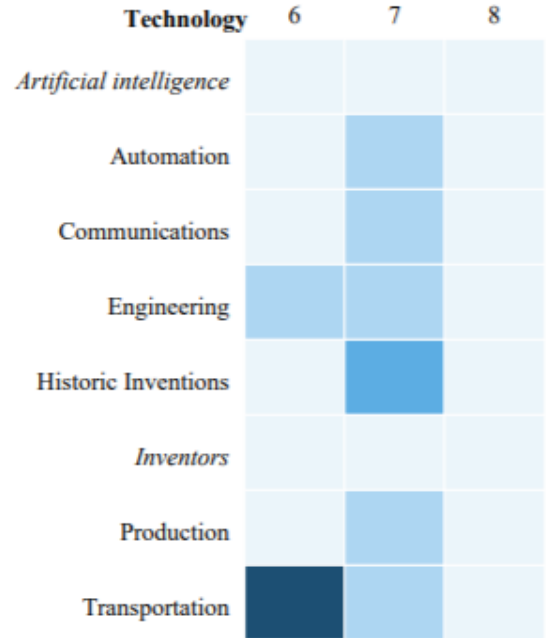 Technology 6 7 8
Artificial intelligence
Automation
Communications
Engineering
Historic Inventions
Inventors
Production
Transportation